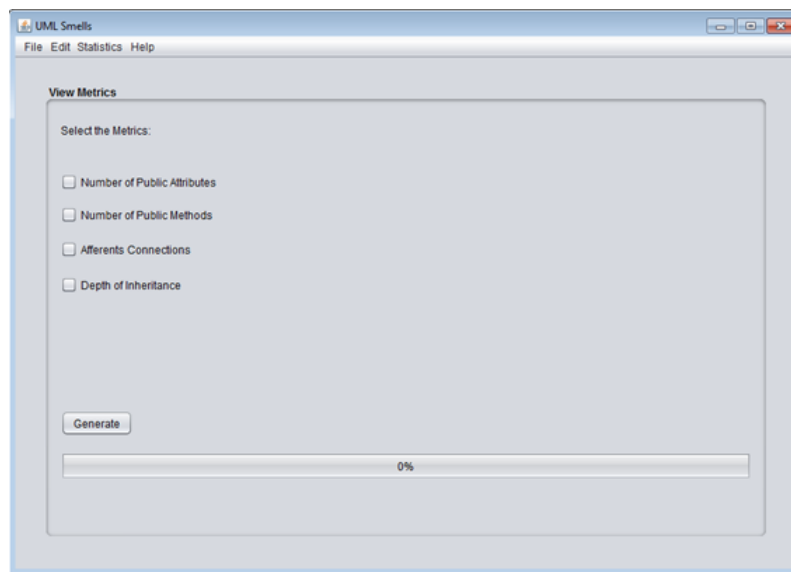 UML Smells
File Edit Statistics Help
View Metrics
Select the Metrics:
Number of Public Attributes
Number of Public Methods
Afferents Connections
Depth of Inheritance
Generate
0%